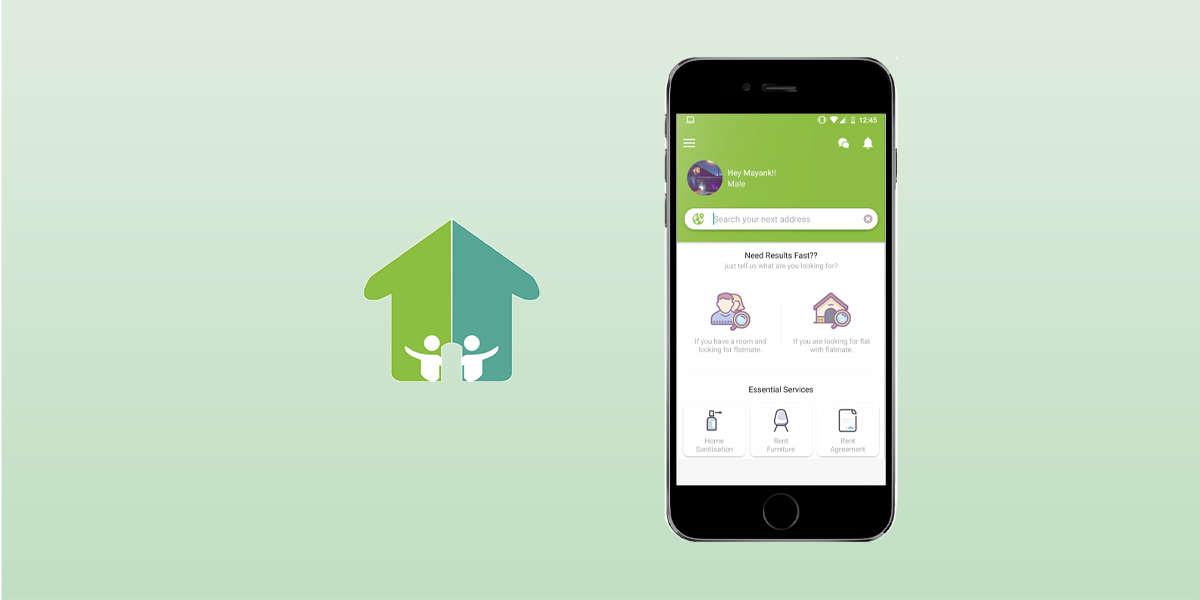 12:45
Hey Mayank!!
Male
Search your next address
Need Results Fast??
just tell us what are you looking for?
If you have a room and
looking for flatmate.
If you are looking for flat
with flatmate.
Essential Services
Home
Sanitisation
Rent
Furniture
Rent
Agreement